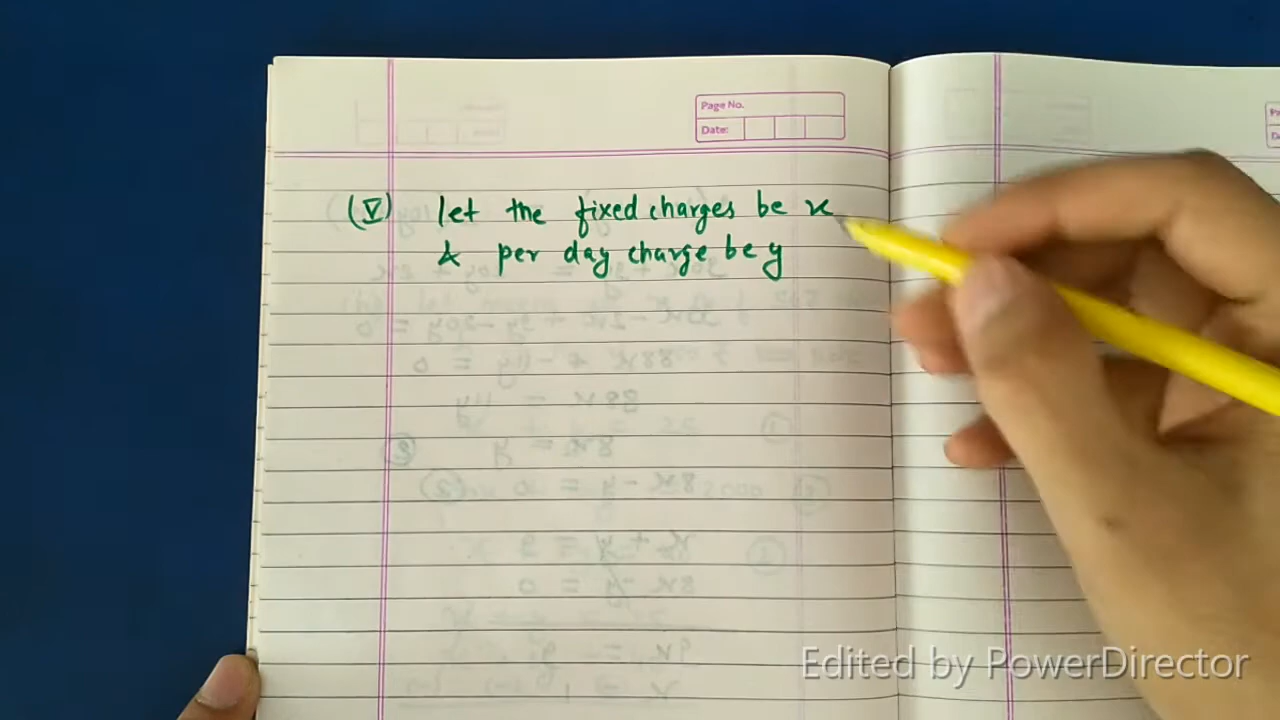 Page No.
Date:
(V) let the fixed charges be x
& per day charge be y
Edited by PowerDirector